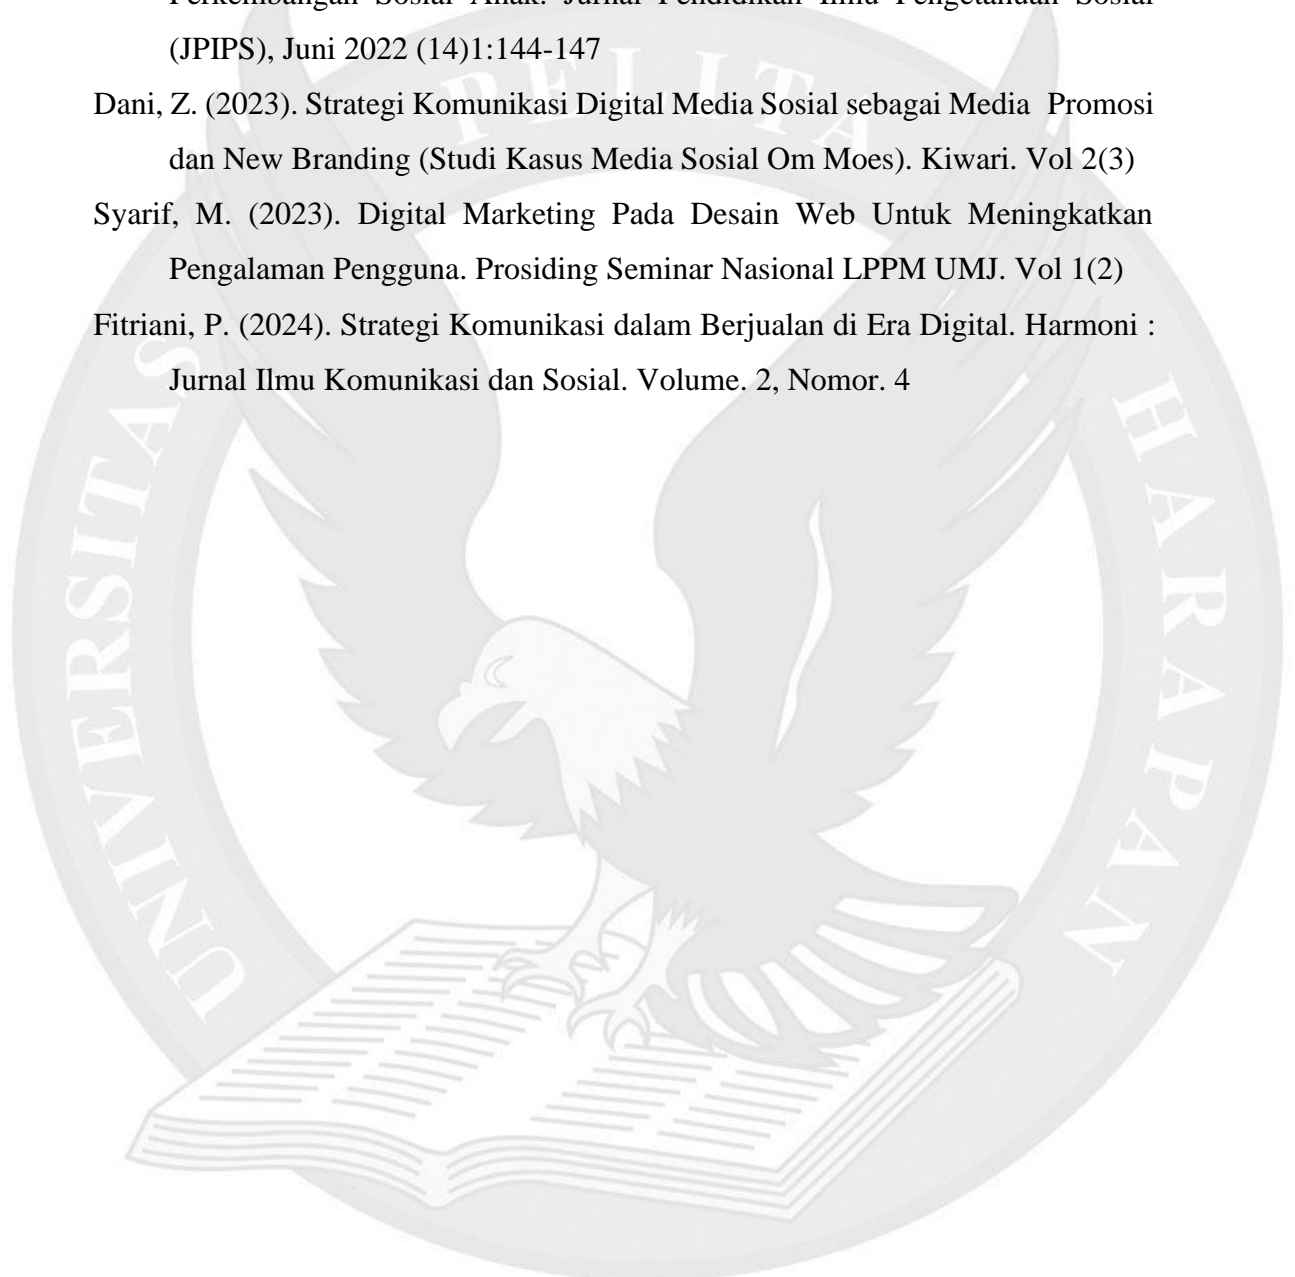 Perkembangan Sosial Anak. Jurnal Pendidikan Ilmu Pengetahuan Sosial
(JPIPS), Juni 2022 (14)1:144-147
Dani, Z. (2023). Strategi Komunikasi Digital Media Sosial sebagai Media Promosi
dan New Branding (Studi Kasus Media Sosial Om Moes). Kiwari. Vol 2(3)
Syarif, M. (2023). Digital Marketing Pada Desain Web Untuk Meningkatkan
Pengalaman Pengguna. Prosiding Seminar Nasional LPPM UMJ. Vol 1(2)
Fitriani, P. (2024). Strategi Komunikasi dalam Berjualan di Era Digital. Harmoni :
Jurnal Ilmu Komunikasi dan Sosial. Volume. 2, Nomor. 4
UNIVERSITAS PELITA HARAPAN